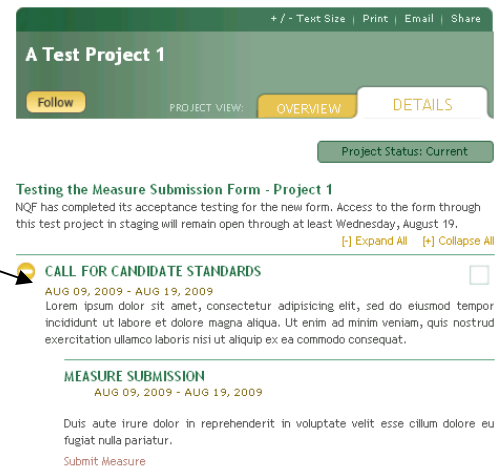 + / - Text Size | Print | Email | Share
A Test Project 1
Follow
PROJECT VIEW:
OVERVIEW
DETAILS
Project Status: Current
Testing the Measure Submission Form - Project 1
NQF has completed its acceptance testing for the new form. Access to the form through
this test project in staging will remain open through at least Wednesday, August 19.
[-] Expand All [+] Collapse All
CALL FOR CANDIDATE STANDARDS
AUG 09, 2009 - AUG 19, 2009
Lorem ipsum dolor sit amet, consectetur adipisicing elit, sed do eiusmod tempor
incididunt ut labore et dolore magna aliqua. Ut enim ad minim veniam, quis nostrud
exercitation ullamco laboris nisi ut aliquip ex ea commodo consequat.
MEASURE SUBMISSION
AUG 09, 2009 - AUG 19, 2009
Duis aute irure dolor in reprehenderit in voluptate velit esse cillum dolore eu
fugiat nulla pariatur.
Submit Measure